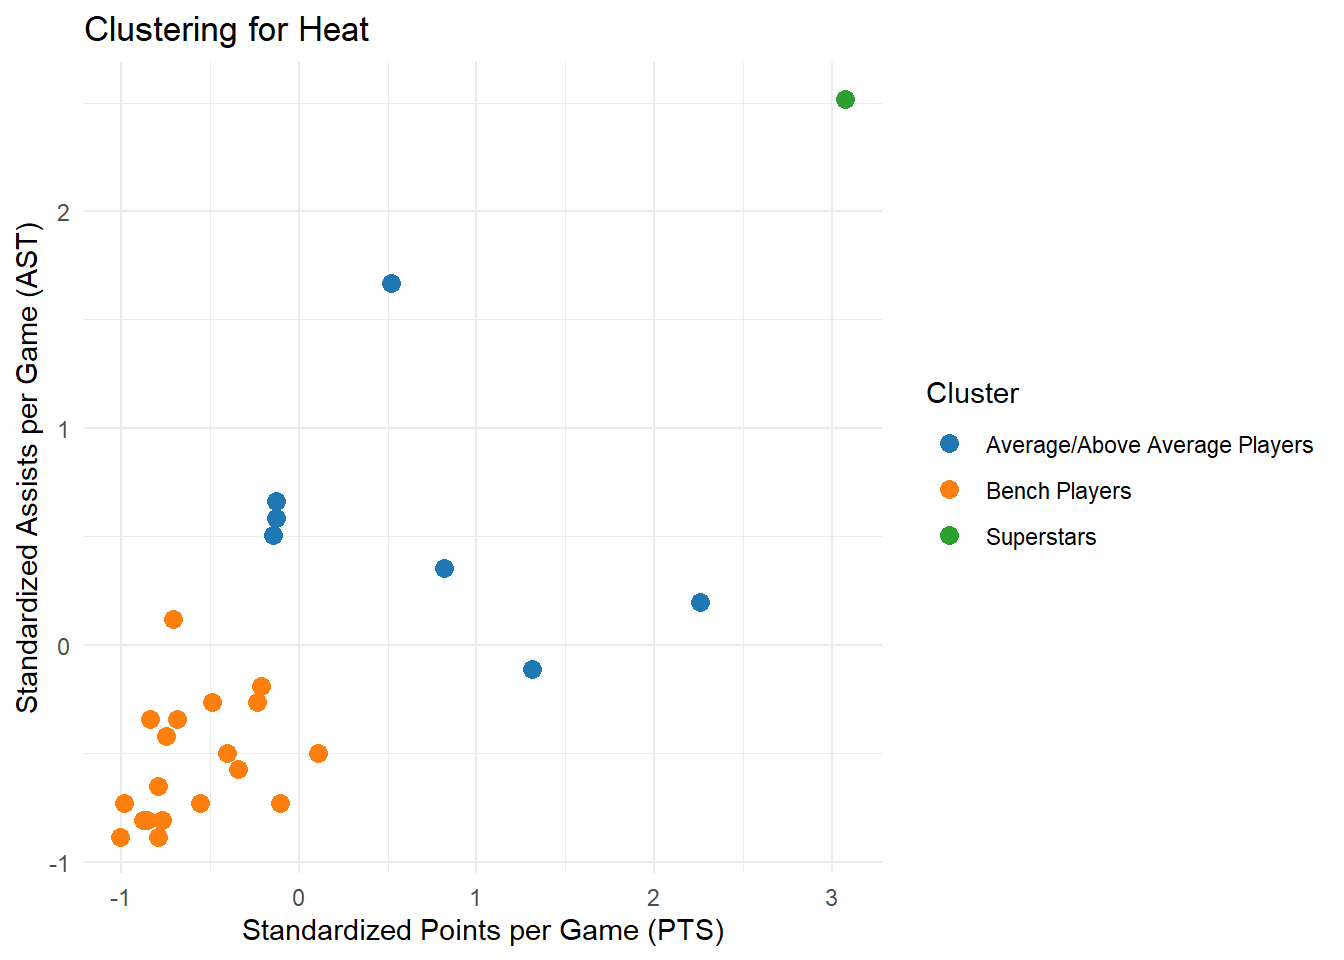 Clustering for Heat
Standardized Assists per Game (AST)
2
1
0
-1
-1
0
1
2
3
Standardized Points per Game (PTS)
Cluster
Average/Above Average Players
Bench Players
Superstars